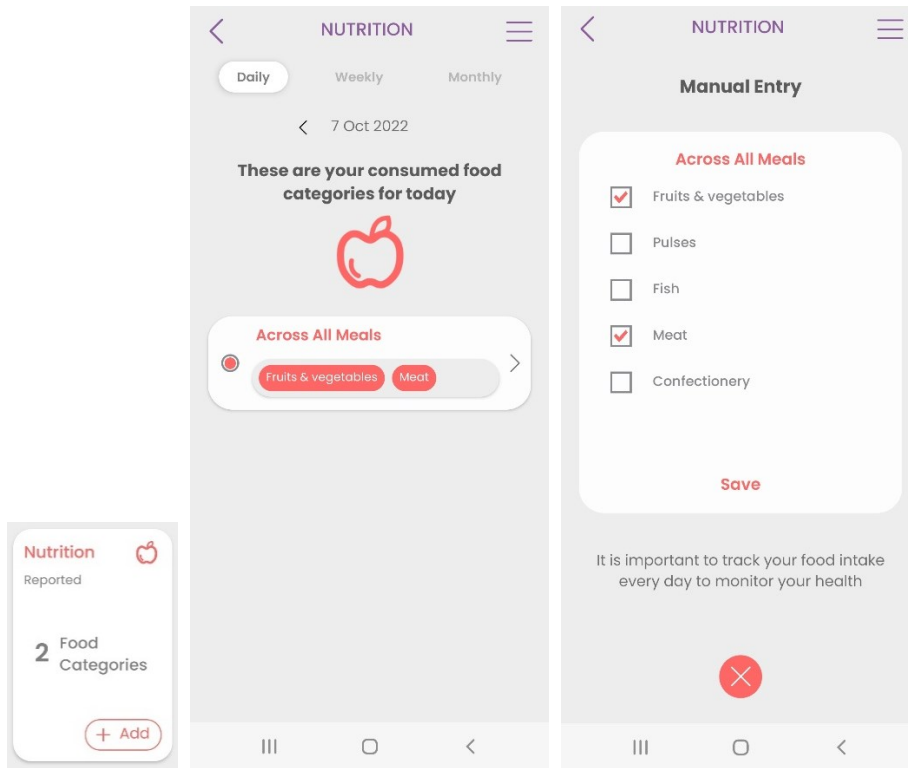 Nutrition
Reported
2 Food
Categories
+ Add
NUTRITION
Daily Weekly Monthly
7 Oct 2022
These are your consumed food
categories for today
Across All Meals
Fruits & vegetables Meat
NUTRITION
Manual Entry
Across All Meals
Fruits & vegetables
Pulses
Fish
Meat
Confectionery
Save
It is important to track your food intake
every day to monitor your health